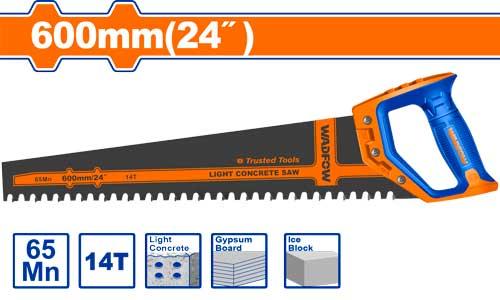 600mm(24″)
Trusted Tools
65Mn 600mm/24" 14T LIGHT CONCRETE SAW
WADFOW
WADFOW
65
Mn
14T
Light
Concrete
Gypsum
Board
Ice
Block